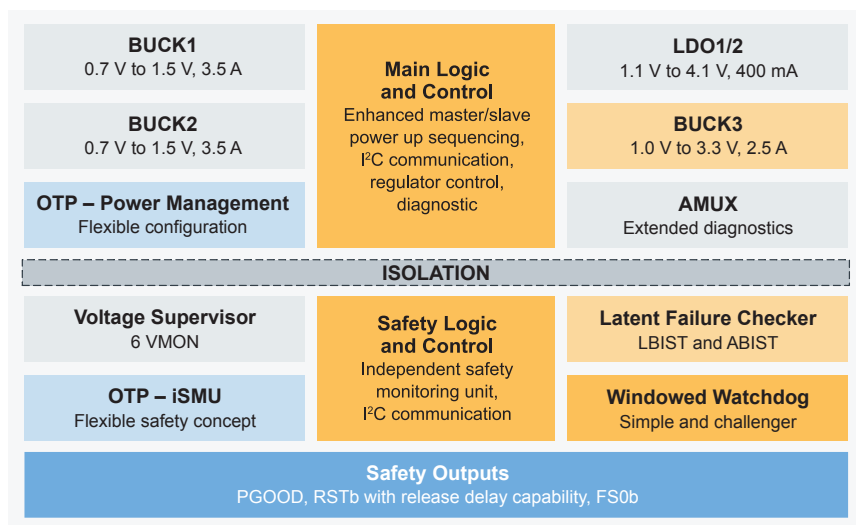 BUCK1
0.7 V to 1.5 V, 3.5 A
BUCK2
0.7 V to 1.5 V, 3.5 A
OTP – Power Management
Flexible configuration
Main Logic
and Control
Enhanced master/slave
power up sequencing,
I²C communication,
regulator control,
diagnostic
LDO1/2
1.1 V to 4.1 V, 400 mA
BUCK3
1.0 V to 3.3 V, 2.5 A
AMUX
Extended diagnostics
ISOLATION
Voltage Supervisor
6 VMON
OTP – iSMU
Flexible safety concept
Safety Logic
and Control
Independent safety
monitoring unit,
I²C communication
Latent Failure Checker
LBIST and ABIST
Windowed Watchdog
Simple and challenger
Safety Outputs
PGOOD, RSTb with release delay capability, FS0b